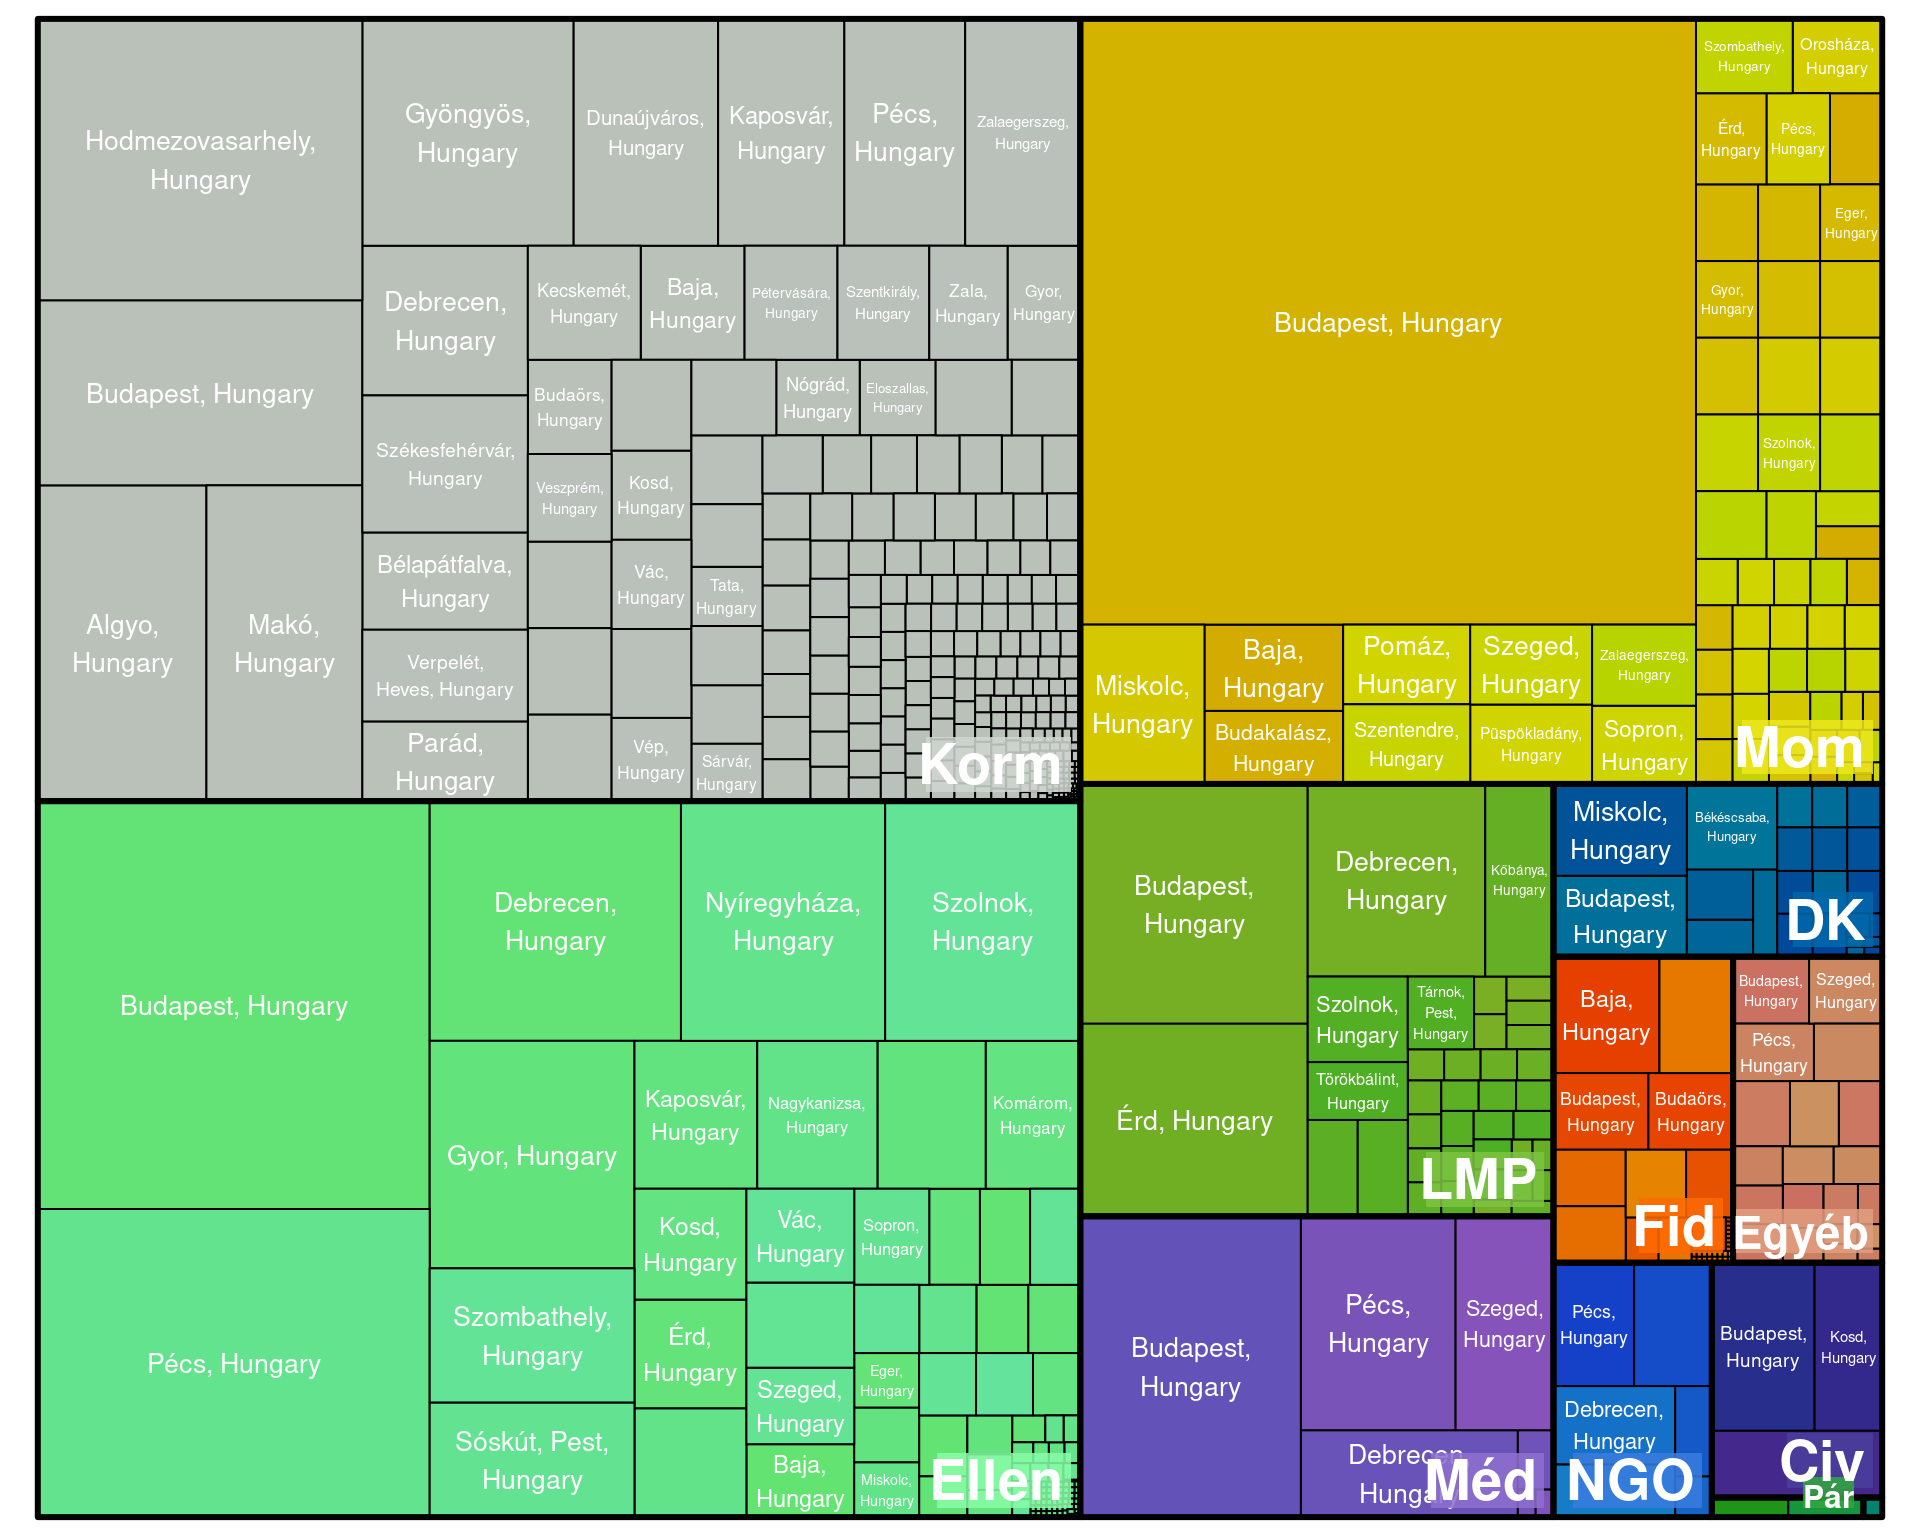 Hodmezovasarhely,
Hungary
Gyöngyös,
Hungary
Dunaújváros,
Hungary
Kaposvár,
Hungary
Pécs,
Hungary
Zalaegerszeg,
Hungary
Budapest, Hungary
Debrecen,
Hungary
Kecskemét,
Hungary
Baja,
Hungary
Pétervására,
Hungary
Szentkirály,
Hungary
Zala,
Hungary
Gyor,
Hungary
Székesfehérvár,
Hungary
Budaörs,
Hungary
Nógrád,
Hungary
Eloszallas,
Hungary
Veszprém,
Hungary
Kosd,
Hungary
Algyo,
Hungary
Makó,
Hungary
Bélapátfalva,
Hungary
Vác,
Hungary
Tata,
Hungary
Verpelét,
Heves, Hungary
Parád,
Hungary
Vép,
Hungary
Sárvár,
Hungary
Korm
Budapest, Hungary
Szombathely,
Hungary
Orosháza,
Hungary
Érd,
Hungary
Pécs,
Hungary
Eger,
Hungary
Gyor,
Hungary
Szolnok,
Hungary
Miskolc,
Hungary
Baja,
Hungary
Budakalász,
Hungary
Pomáz,
Hungary
Szentendre,
Hungary
Szeged,
Hungary
Püspökladány,
Hungary
Zalaegerszeg,
Hungary
Sopron,
Hungary
Mom
Budapest, Hungary
Pécs, Hungary
Debrecen,
Hungary
Nyíregyháza,
Hungary
Szolnok,
Hungary
Gyor, Hungary
Kaposvár,
Hungary
Nagykanizsa,
Hungary
Komárom,
Hungary
Szombathely,
Hungary
Sóskút, Pest,
Hungary
Kosd,
Hungary
Érd,
Hungary
Vác,
Hungary
Sopron,
Hungary
Szeged,
Hungary
Baja,
Hungary
Eger,
Hungary
Miskolc,
Hungary
Ellen
Budapest,
Hungary
Érd, Hungary
Debrecen,
Hungary
Kőbánya,
Hungary
Szolnok,
Hungary
Tárnok,
Pest,
Hungary
Törökbálint,
Hungary
LMP
Budapest,
Hungary
Pécs,
Hungary
Szeged,
Hungary
Debrecen,
Hungary
Méd
Miskolc,
Hungary
Békéscsaba,
Hungary
Budapest,
Hungary
DK
Baja,
Hungary
Budapest,
Hungary
Budaörs,
Hungary
Fid
Budapest,
Hungary
Szeged,
Hungary
Pécs,
Hungary
Egyéb
Pécs,
Hungary
Debrecen,
Hungary
NGO
Budapest,
Hungary
Kosd,
Hungary
Civ
Pár